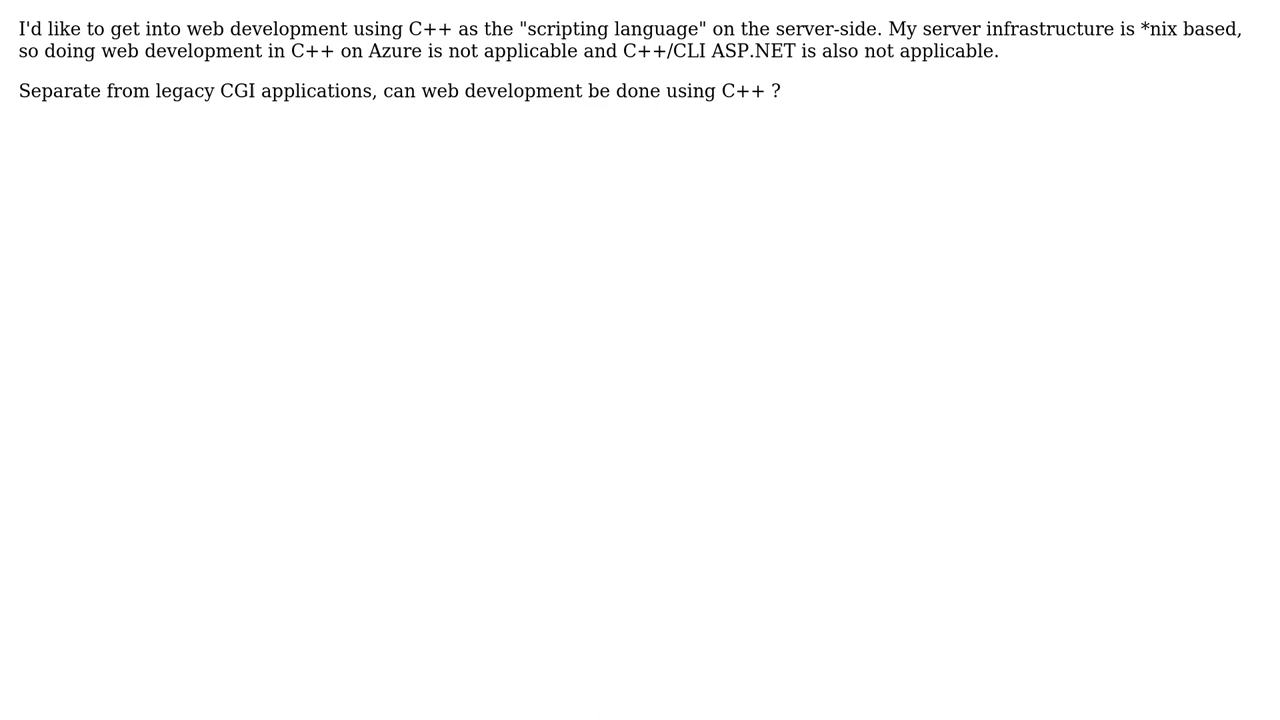 I'd like to get into web development using C++ as the "scripting language" on the server-side. My server infrastructure is *nix based,
so doing web development in C++ on Azure is not applicable and C++/CLI ASP.NET is also not applicable.
Separate from legacy CGI applications, can web development be done using C++ ?